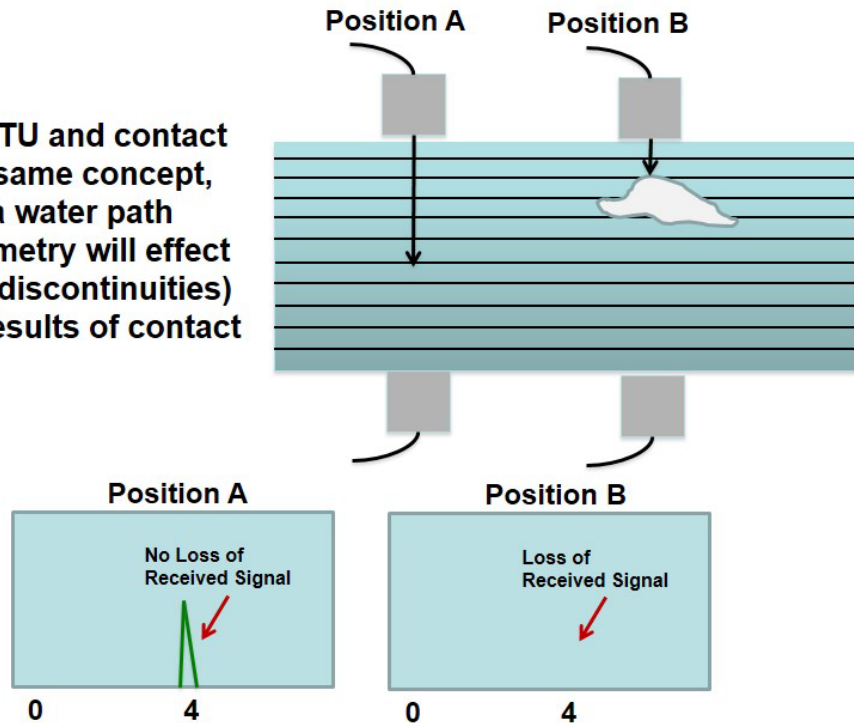 Position A
Position B
TU and contact
same concept,
a water path
metry will effect
discontinuities)
esults of contact
Position A
Position B
No Loss of
Received Signal
Loss of
Received Signal
0
4
0
4